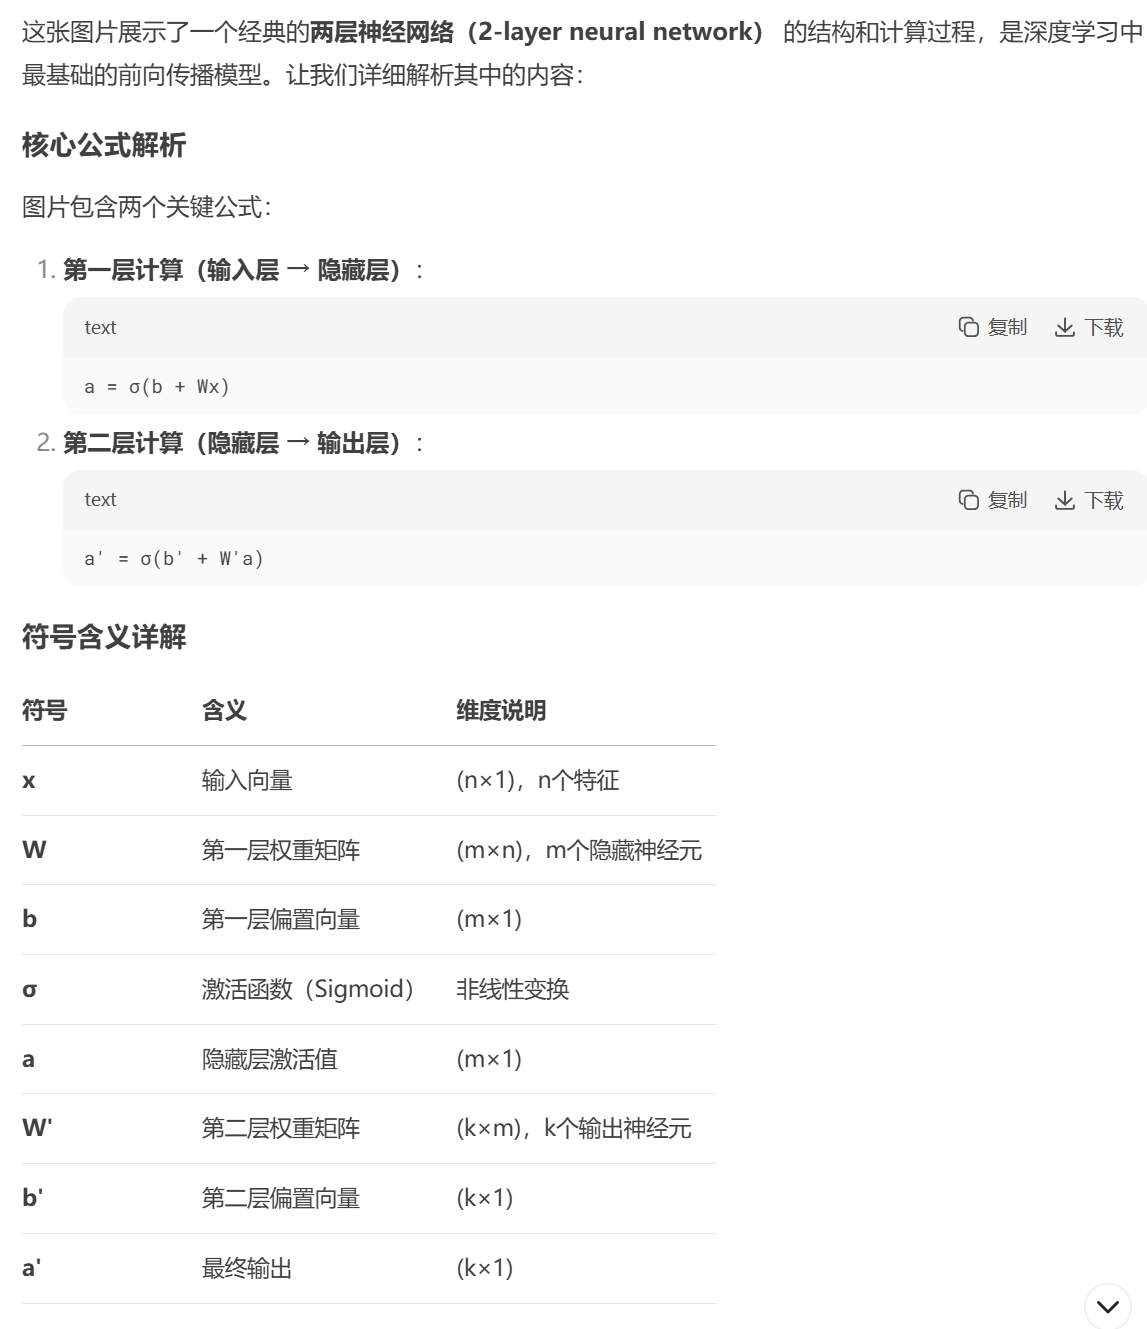 这张图片展示了一个经典的两层神经网络（2-layer neural network） 的结构和计算过程，是深度学习中
最基础的前向传播模型。让我们详细解析其中的内容：
核心公式解析
图片包含两个关键公式：
1. 第一层计算（输入层 → 隐藏层）：
text 复制 下载
a = σ(b + Wx)
2. 第二层计算（隐藏层 → 输出层）：
text 复制 下载
a' = σ(b' + W'a)
符号含义详解
符号 含义 维度说明
x 输入向量 (n×1)，n个特征
W 第一层权重矩阵 (m×n)，m个隐藏神经元
b 第一层偏置向量 (m×1)
σ 激活函数（Sigmoid） 非线性变换
a 隐藏层激活值 (m×1)
W' 第二层权重矩阵 (k×m)，k个输出神经元
b' 第二层偏置向量 (k×1)
a' 最终输出 (k×1)